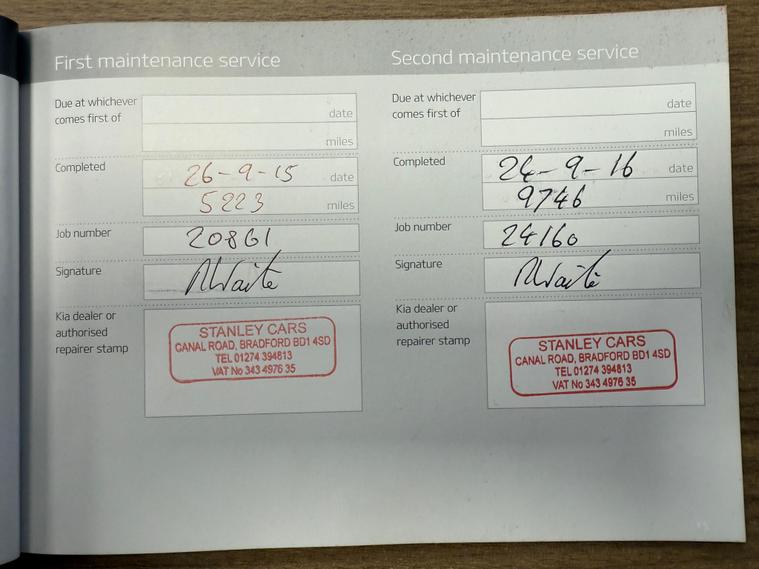 First maintenance service
Due at whichever
comes first of
date
miles
Completed
26-9-15 date
5223 miles
Job number
20861
Signature
RWaite
Kia dealer or
authorised
repairer stamp
STANLEY CARS
CANAL ROAD, BRADFORD BD1 4SD
TEL 01274 394813
VAT No 343 4976 35
Second maintenance service
Due at whichever
comes first of
date
miles
Completed
-9-16 date
9746 miles
Job number
24160
Signature
RWaite
Kia dealer or
authorised
repairer stamp
STANLEY CARS
CANAL ROAD, BRADFORD BD1 4SD
TEL 01274 394813
VAT No 343 4976 35